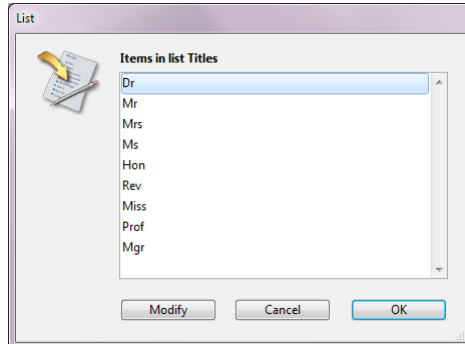 List
Items in list Titles
Dr
Mr
Mrs
Ms
Hon
Rev
Miss
Prof
Mgr
Modify Cancel OK